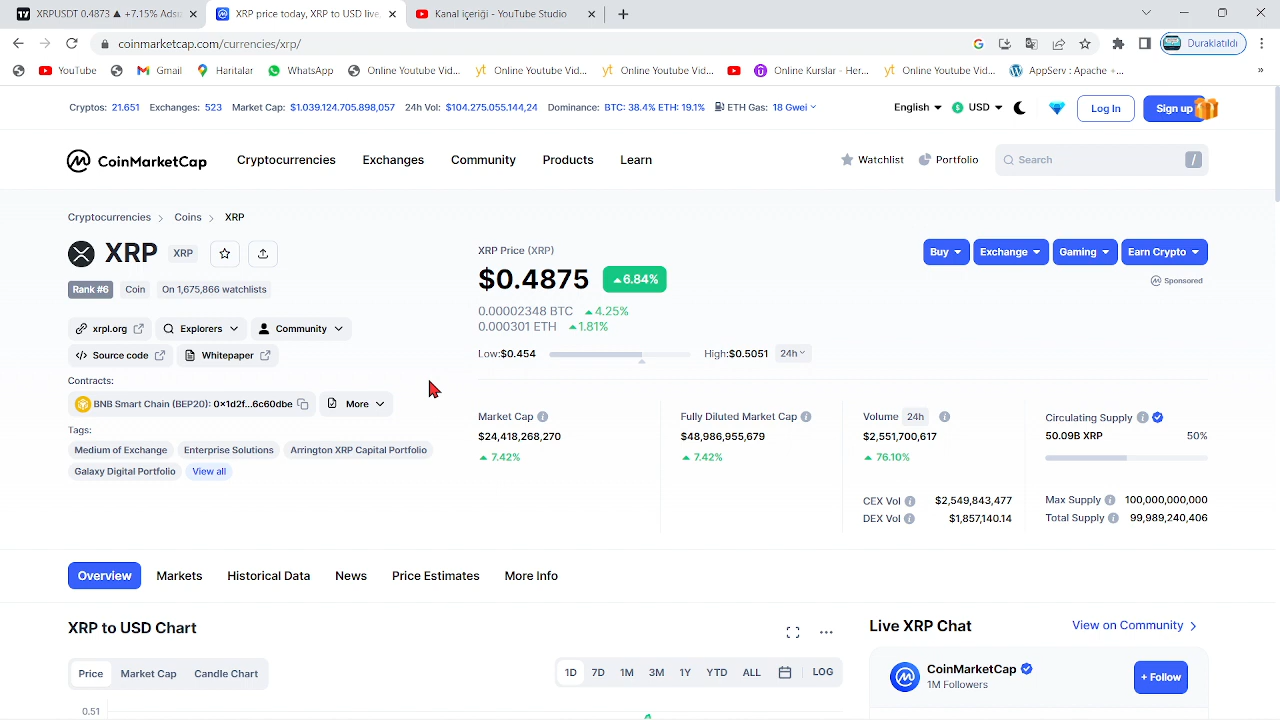 XRPUSDT 0.4873 ▲ +7.15% Adsı
XRP price today, XRP to USD live,
Kanal içeriği - YouTube Studio
coinmarketcap.com/currencies/xrp/
Duraklatıldı
YouTube
Gmail
Haritalar
WhatsApp
Online Youtube Vid...
Online Youtube Vid...
Online Youtube Vid...
Online Kurslar - Her...
Online Youtube Vid...
AppServ : Apache +...
»
Cryptos: 21.651 Exchanges: 523 Market Cap: $1.039.124.705.898,057 24h Vol: $104.275.055.144,24 Dominance: BTC: 38.4% ETH: 19.1% ETH Gas: 18 Gwei
English
USD
Log In
Sign up
CoinMarketCap
Cryptocurrencies
Exchanges
Community
Products
Learn
Watchlist
Portfolio
Search
/
Cryptocurrencies > Coins > XRP
XRP XRP
Rank #6
Coin
On 1,675,866 watchlists
xrpl.org
Explorers
Community
Source code
Whitepaper
Contracts:
BNB Smart Chain (BEP20): 0x1d2f...6c60dbe
More
Tags:
Medium of Exchange
Enterprise Solutions
Arrington XRP Capital Portfolio
Galaxy Digital Portfolio
View all
XRP Price (XRP)
$0.4875 ▲6.84%
0.00002348 BTC ▲4.25%
0.000301 ETH ▲1.81%
Low:$0.454
High:$0.5051
24h
Buy
Exchange
Gaming
Earn Crypto
Sponsored
Market Cap
$24,418,268,270
▲ 7.42%
Fully Diluted Market Cap
$48,986,955,679
▲ 7.42%
Volume 24h
$2,551,700,617
▲ 76.10%
CEX Vol $2,549,843,477
DEX Vol $1,857,140.14
Circulating Supply
50.09B XRP 50%
Max Supply 100,000,000,000
Total Supply 99,989,240,406
Overview
Markets
Historical Data
News
Price Estimates
More Info
XRP to USD Chart
Price
Market Cap
Candle Chart
1D
7D
1M
3M
1Y
YTD
ALL
LOG
0.51
Live XRP Chat
View on Community >
CoinMarketCap
1M Followers
+ Follow